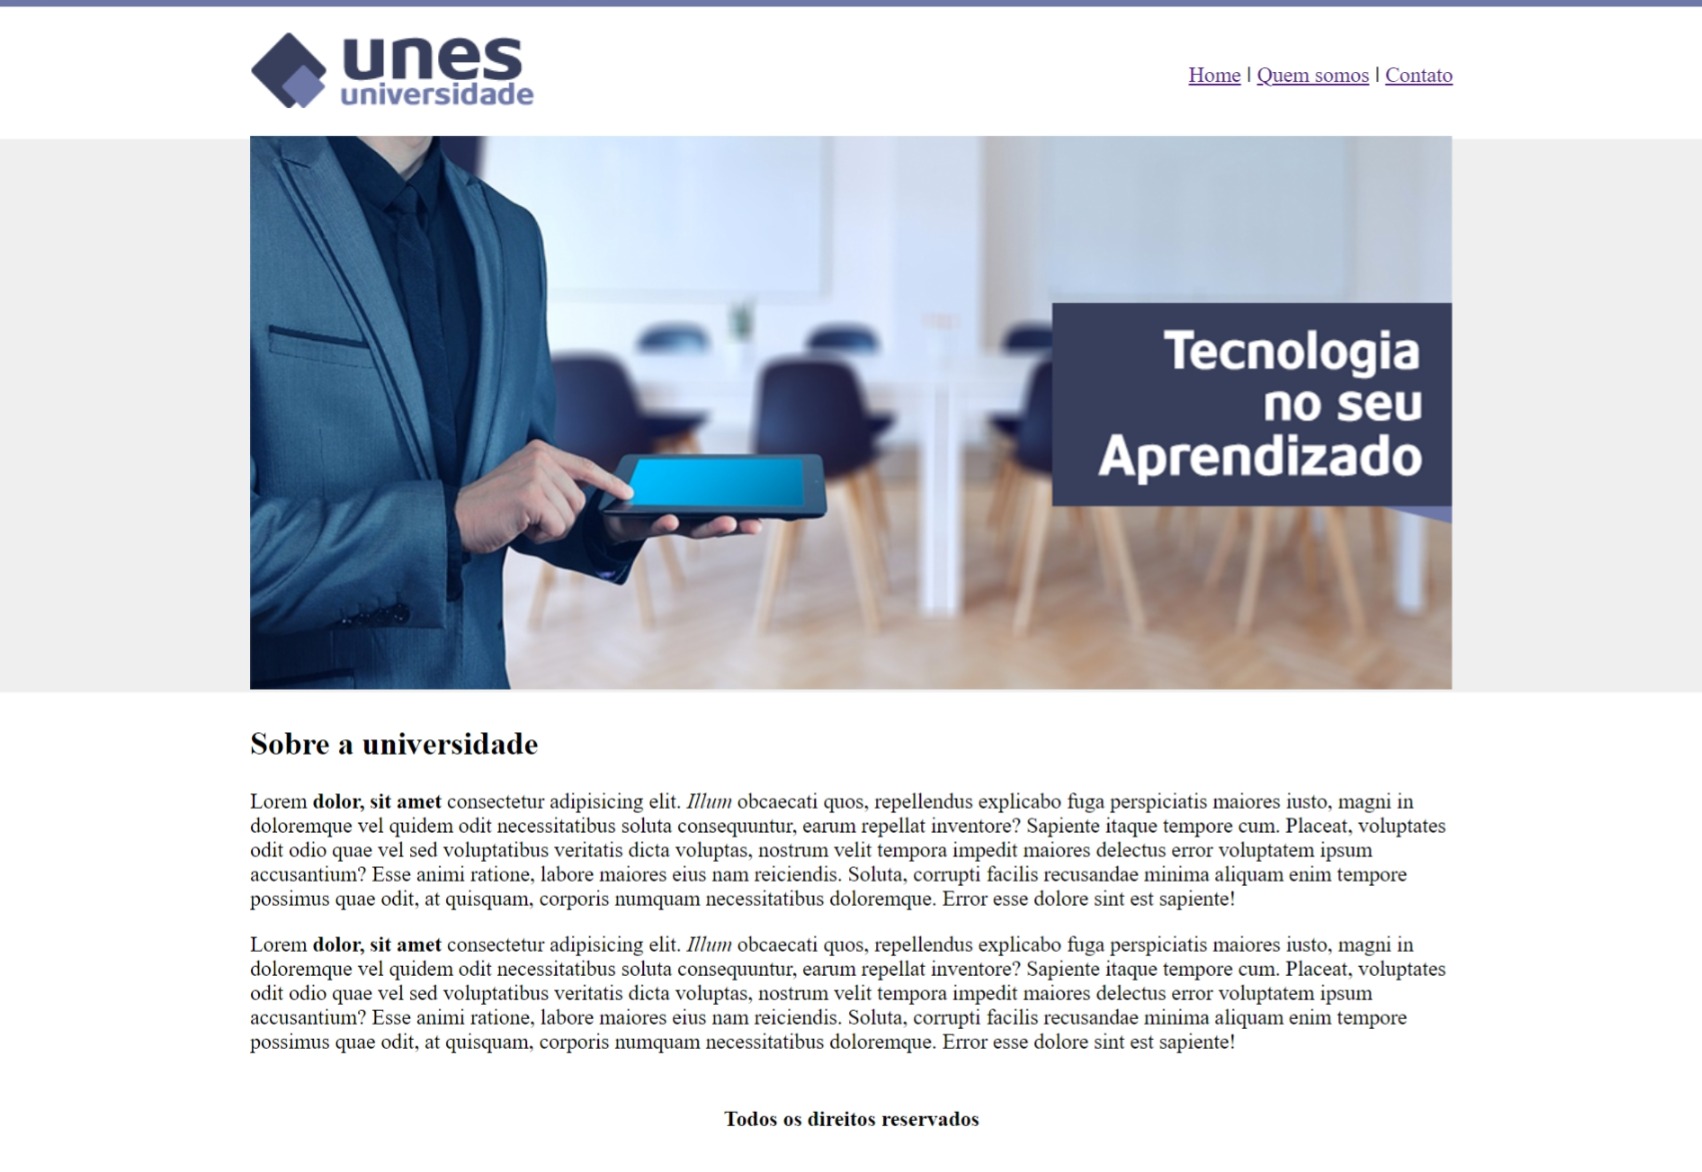 unes
universidade
Home | Quem somos | Contato
Tecnologia
no seu
Aprendizado
Sobre a universidade
Lorem dolor, sit amet consectetur adipisicing elit. Illum obcaecati quos, repellendus explicabo fuga perspiciatis maiores iusto, magni in
doloremque vel quidem odit necessitatibus soluta consequuntur, earum repellat inventore? Sapiente itaque tempore cum. Placeat, voluptates
odit odio quae vel sed voluptatibus veritatis dicta voluptas, nostrum velit tempora impedit maiores delectus error voluptatem ipsum
accusantium? Esse animi ratione, labore maiores eius nam reiciendis. Soluta, corrupti facilis recusandae minima aliquam enim tempore
possimus quae odit, at quisquam, corporis numquam necessitatibus doloremque. Error esse dolore sint est sapiente!
Lorem dolor, sit amet consectetur adipisicing elit. Illum obcaecati quos, repellendus explicabo fuga perspiciatis maiores iusto, magni in
doloremque vel quidem odit necessitatibus soluta consequuntur, earum repellat inventore? Sapiente itaque tempore cum. Placeat, voluptates
odit odio quae vel sed voluptatibus veritatis dicta voluptas, nostrum velit tempora impedit maiores delectus error voluptatem ipsum
accusantium? Esse animi ratione, labore maiores eius nam reiciendis. Soluta, corrupti facilis recusandae minima aliquam enim tempore
possimus quae odit, at quisquam, corporis numquam necessitatibus doloremque. Error esse dolore sint est sapiente!
Todos os direitos reservados